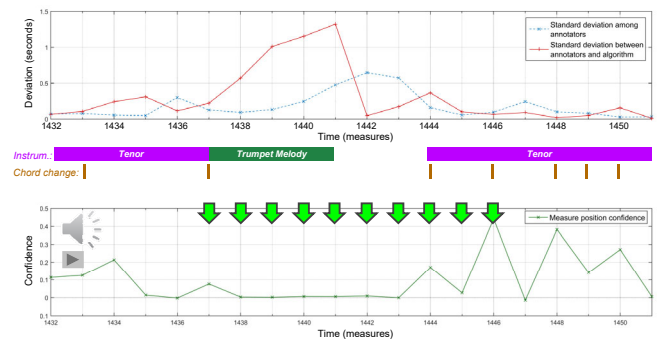 1.5
1
0.5
0
Deviation (seconds)
Standard deviation among
annotators
Standard deviation between
annotators and algorithm
1432 1434 1436 1438 1440 1442 1444 1446 1448 1450
Time (measures)
Instrum.: Tenor Trumpet Melody Tenor
Chord change:
0.5
0.4
0.3
0.2
0.1
0
0.1
Confidence
Measure position confidence
1432 1434 1436 1438 1440 1442 1444 1446 1448 1450
Time (measures)